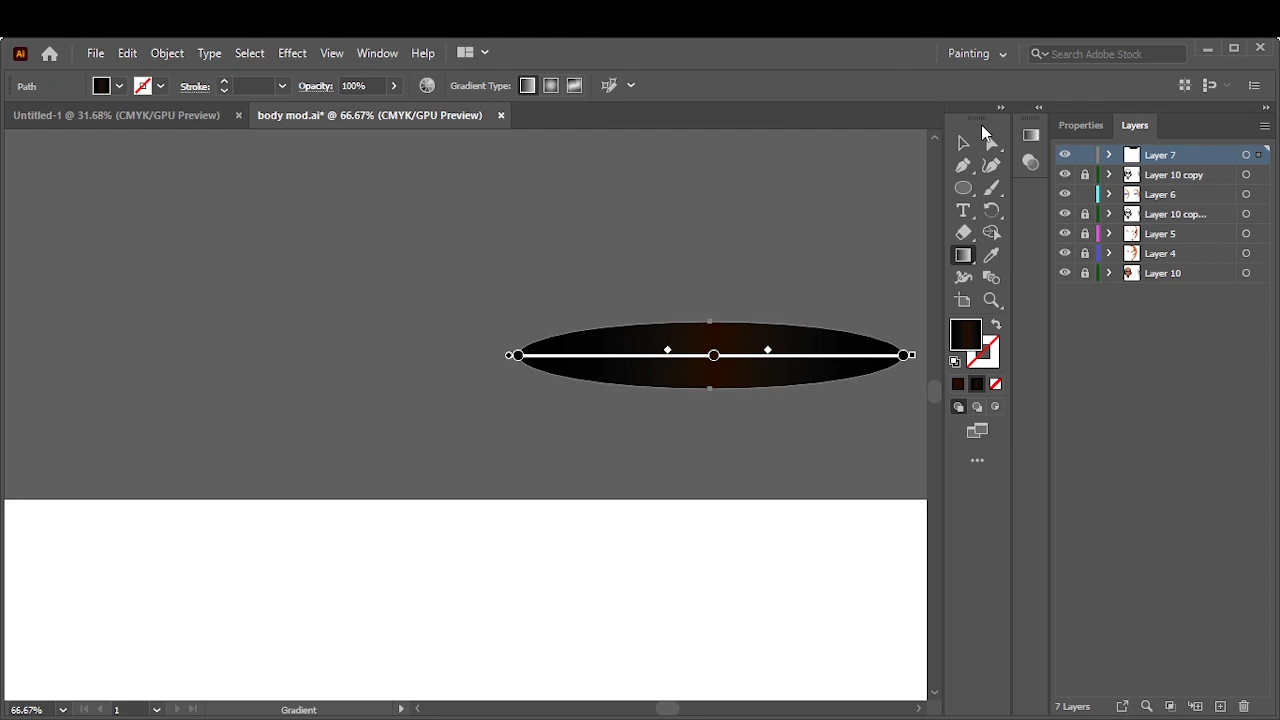 Ai File Edit Object Type Select Effect View Window Help Painting Search Adobe Stock
Path Stroke: Opacity: 100% Gradient Type:
Untitled-1 @ 31.68% (CMYK/GPU Preview) × body mod.ai* @ 66.67% (CMYK/GPU Preview) ×
Properties Layers
Layer 7
Layer 10 copy
Layer 6
Layer 10 cop...
Layer 5
Layer 4
Layer 10
66.67% 1 Gradient 7 Layers